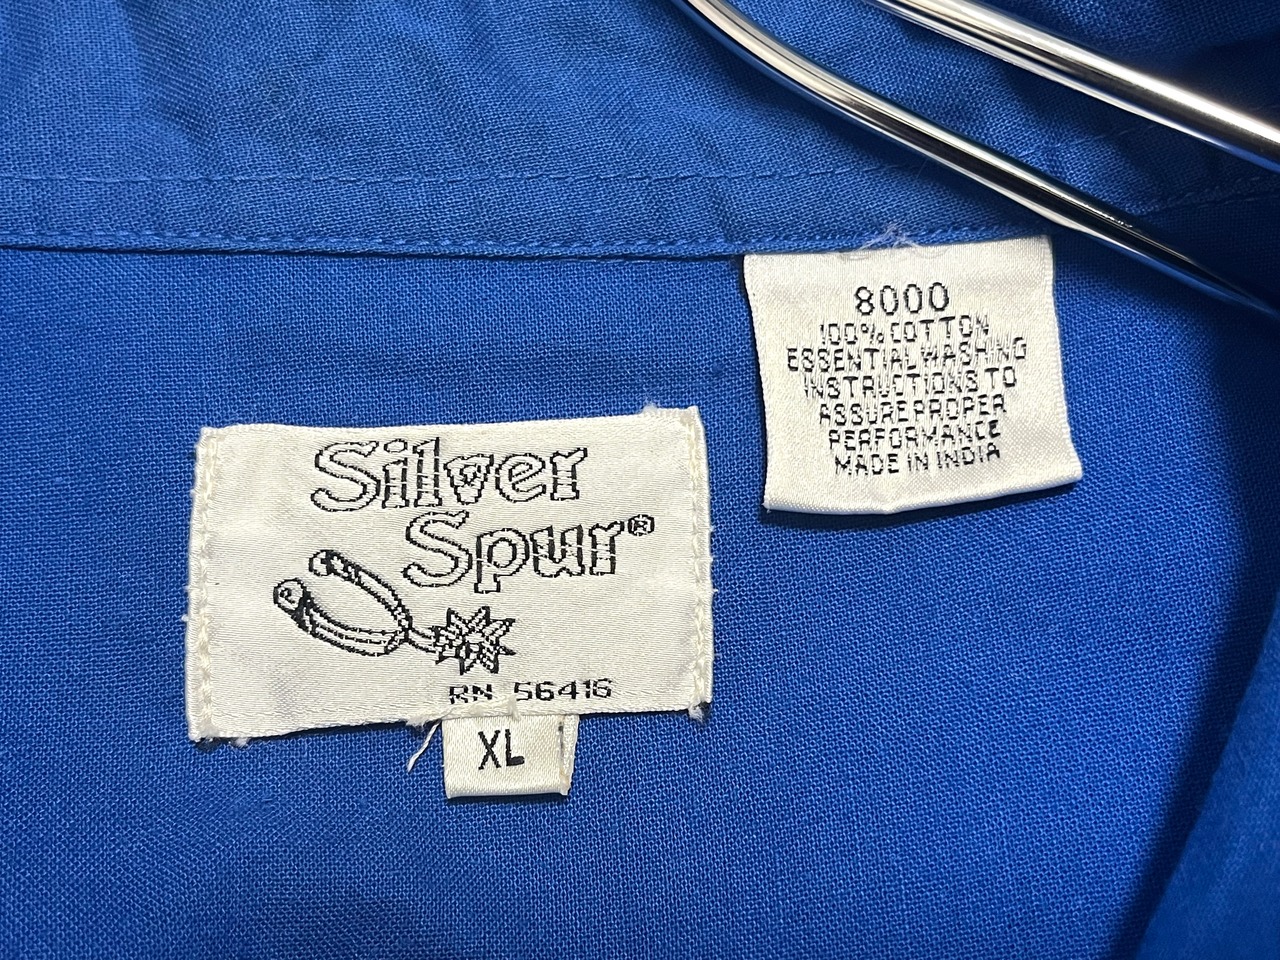 Silver
Spur®
RN 56416
XL
8000
100% COTTON
ESSENTIAL WASHING
INSTRUCTIONS TO
ASSURE PROPER
PERFORMANCE
MADE IN INDIA